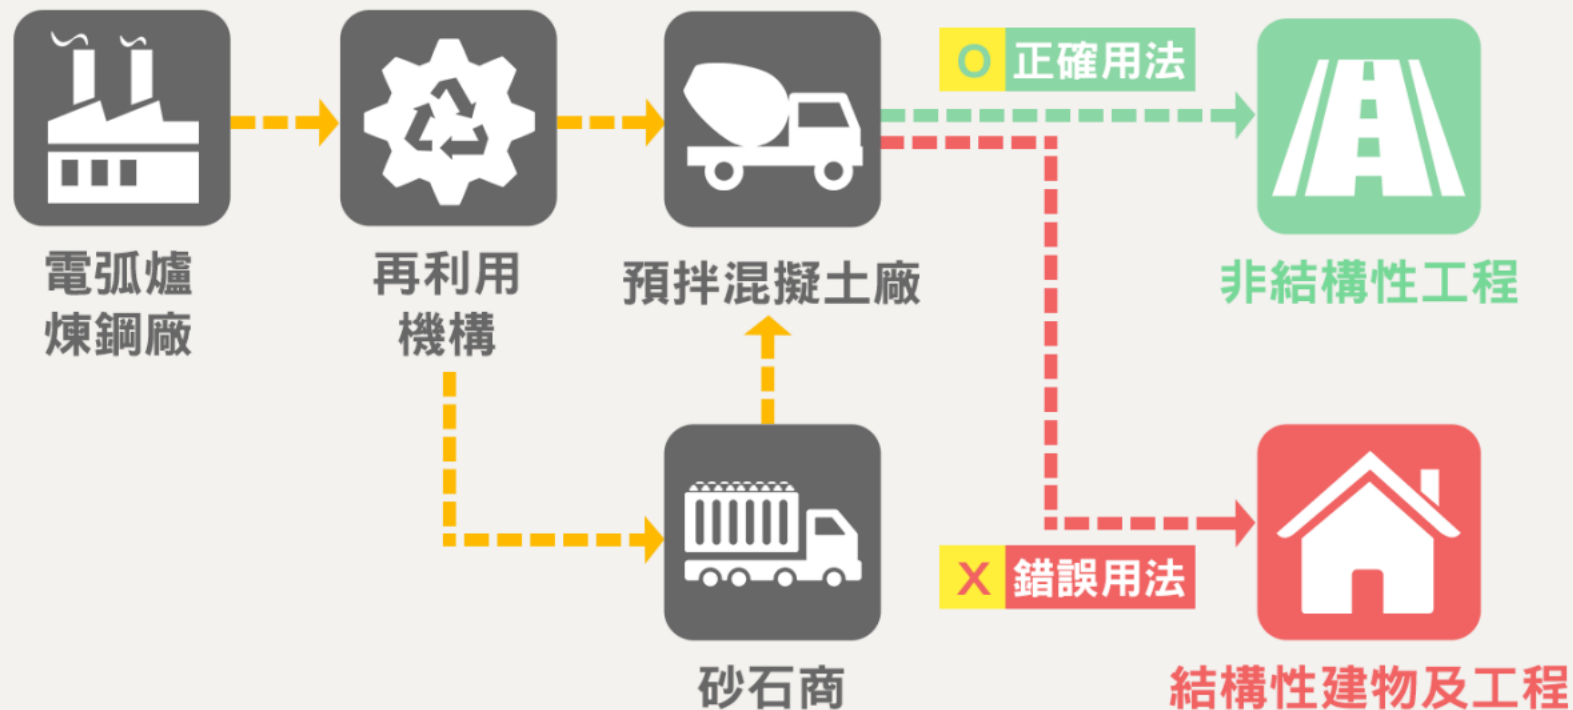 O 正確用法
電弧爐
煉鋼廠
再利用
機構
預拌混擬土廠
非結構性工程
X 錯誤用法
砂石商
結構性建物及工程